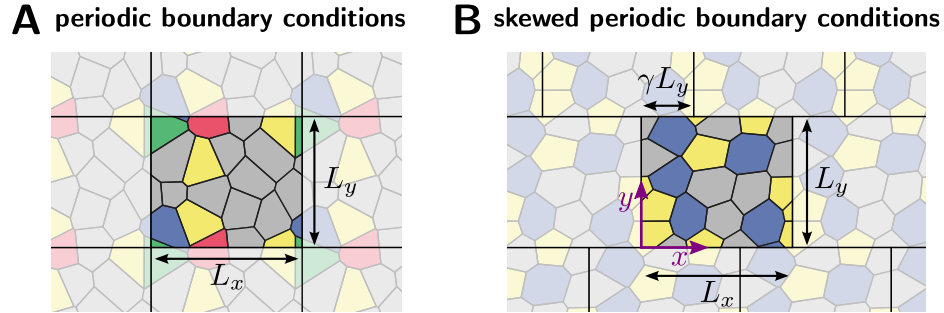 A periodic boundary conditions
L_y
L_x
B skewed periodic boundary conditions
γL_y
L_y
y
x
L_x